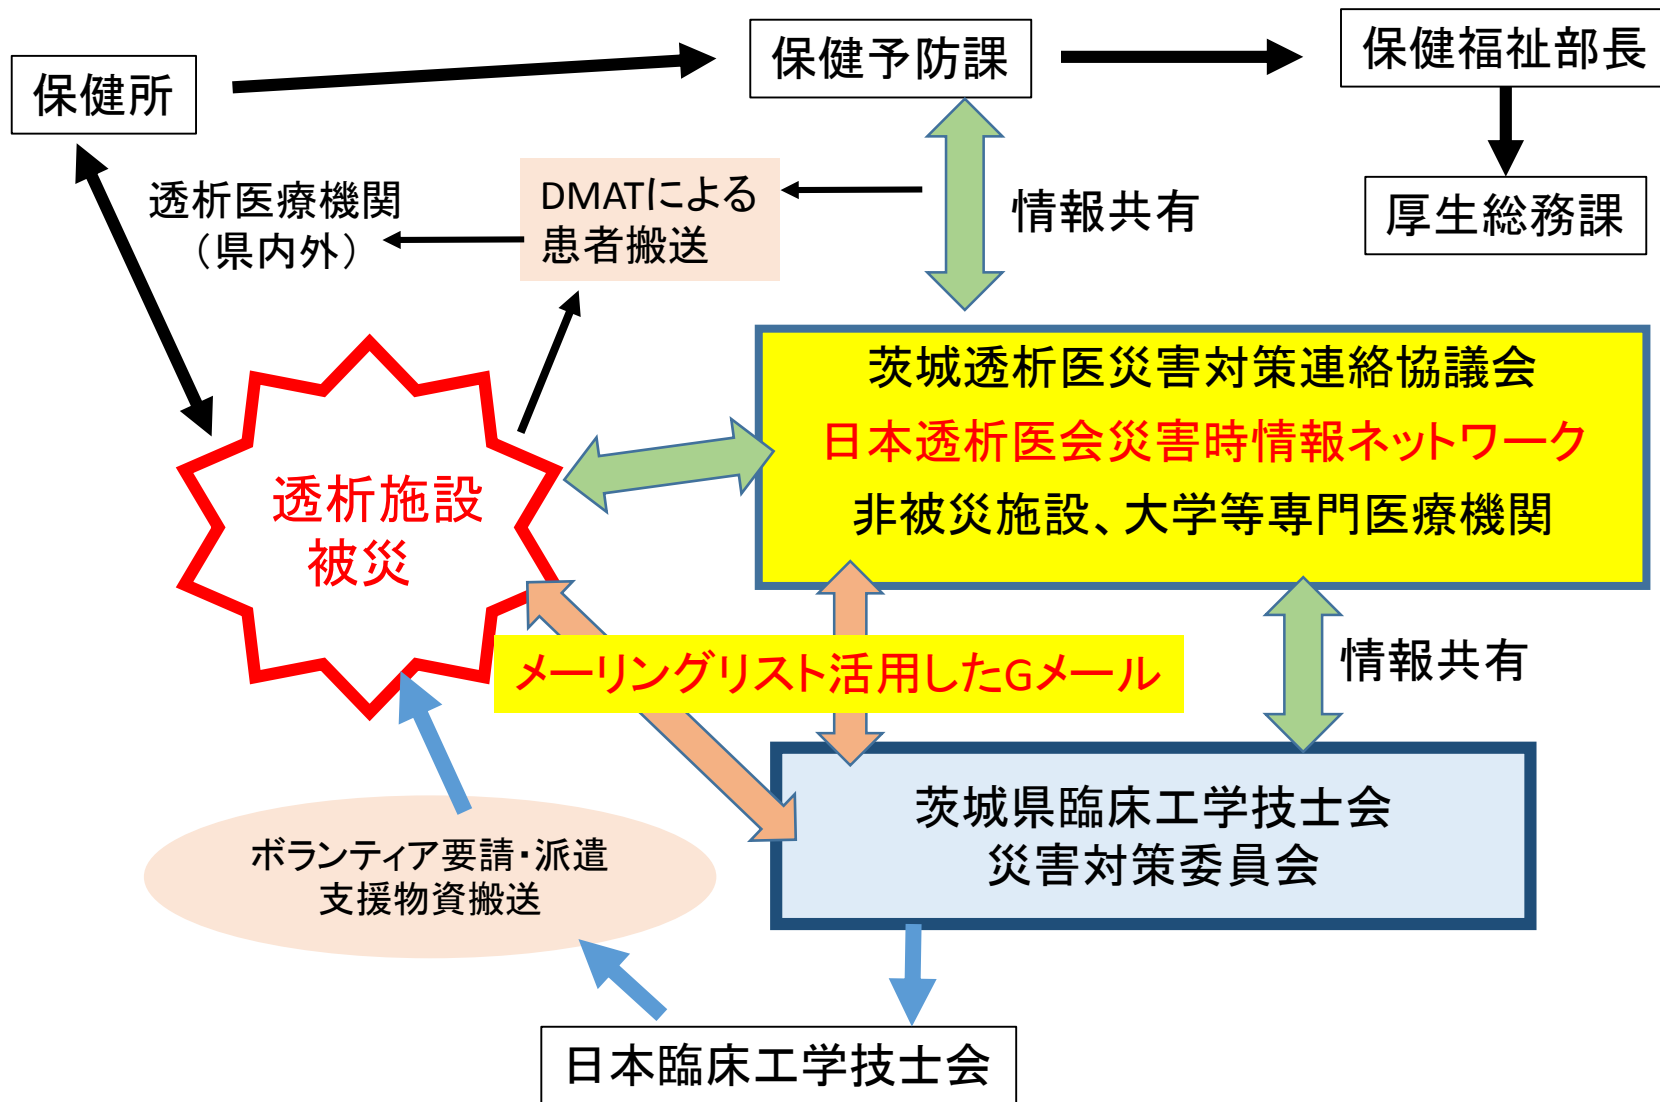 保健所
保健予防課
保健福祉部長
厚生総務課
透析医療機関
（県内外）
DMATによる
患者搬送
情報共有
茨城透析医災害対策連絡協議会
日本透析医会災害時情報ネットワーク
非被災施設、大学等専門医療機関
透析施設
被災
メーリングリスト活用したGメール
情報共有
茨城県臨床工学技士会
災害対策委員会
ボランティア要請・派遣
支援物資搬送
日本臨床工学技士会